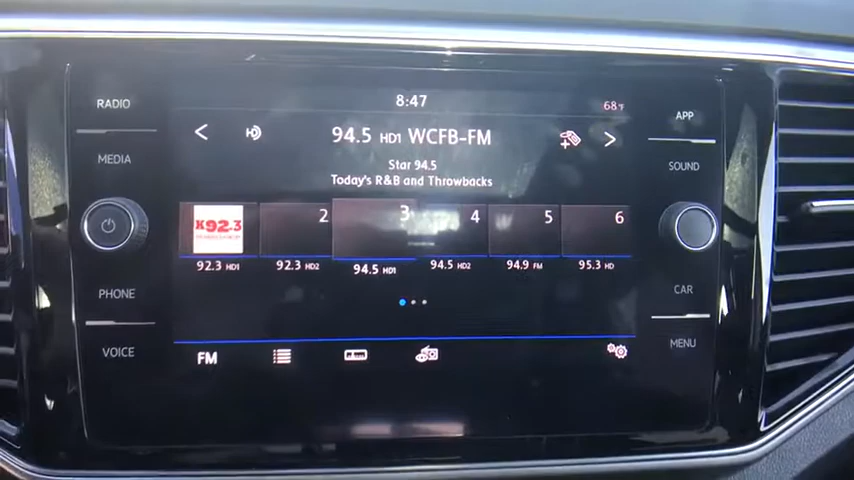 8:47
68°F
RADIO
MEDIA
PHONE
VOICE
94.5 HD1 WCFB-FM
Star 94.5
Today's R&B and Throwbacks
K92.3
2
3
4
5
6
92.3 HD1
92.3 HD2
94.5 HD1
94.5 HD2
94.9 FM
95.3 HD
FM
APP
SOUND
CAR
MENU